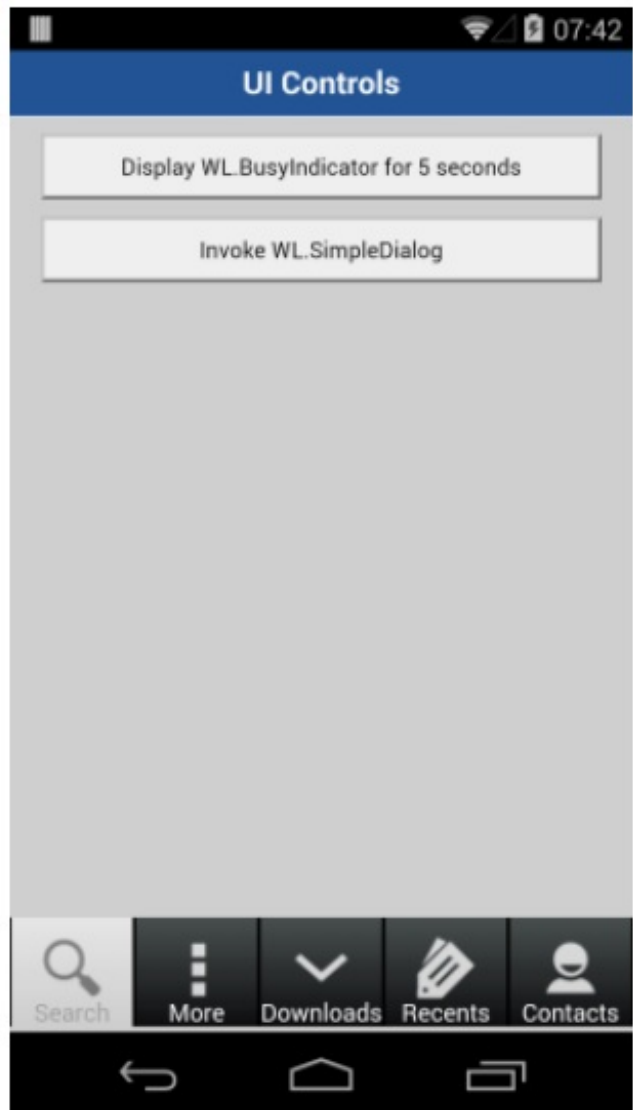 07:42
UI Controls
Display WL.BusyIndicator for 5 seconds
Invoke WL.SimpleDialog
Search More Downloads Recents Contacts